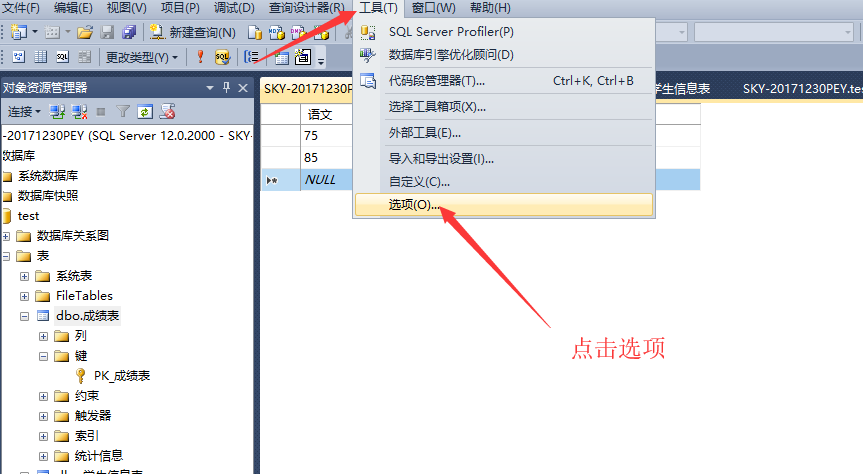 文件(F) 编辑(E) 视图(V) 项目(P) 调试(D) 查询设计器(R) 工具(T) 窗口(W) 帮助(H)
新建查询(N)
更改类型(Y)
SQL Server Profiler(P)
数据库引擎优化顾问(D)
代码段管理器(T)... Ctrl+K, Ctrl+B
选择工具箱项(X)...
外部工具(E)...
导入和导出设置(I)...
自定义(C)...
选项(O)...
点击选项
对象资源管理器
连接
-20171230PEY (SQL Server 12.0.2000 - SKY-
数据库
系统数据库
数据库快照
test
数据库关系图
表
系统表
FileTables
dbo.成绩表
列
键
PK_成绩表
约束
触发器
索引
统计信息
SKY-20171230P
学生信息表
SKY-20171230PEY.tes
语文
75
85
NULL